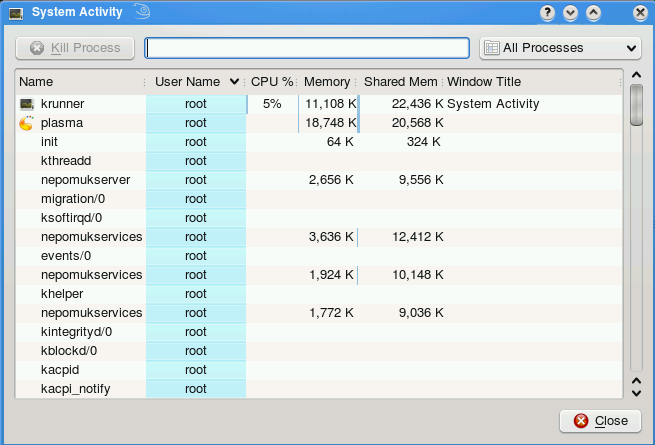 System Activity
Kill Process
All Processes
Name User Name CPU % Memory Shared Mem Window Title
krunner root 5% 11,108 K 22,436 K System Activity
plasma root 18,748 K 20,568 K
init root 64 K 324 K
kthreadd root
nepomukserver root 2,656 K 9,556 K
migration/0 root
ksoftirqd/0 root
nepomukservices root 3,636 K 12,412 K
events/0 root
nepomukservices root 1,924 K 10,148 K
khelper root
nepomukservices root 1,772 K 9,036 K
kintegrityd/0 root
kblockd/0 root
kacpid root
kacpi_notify root
Close